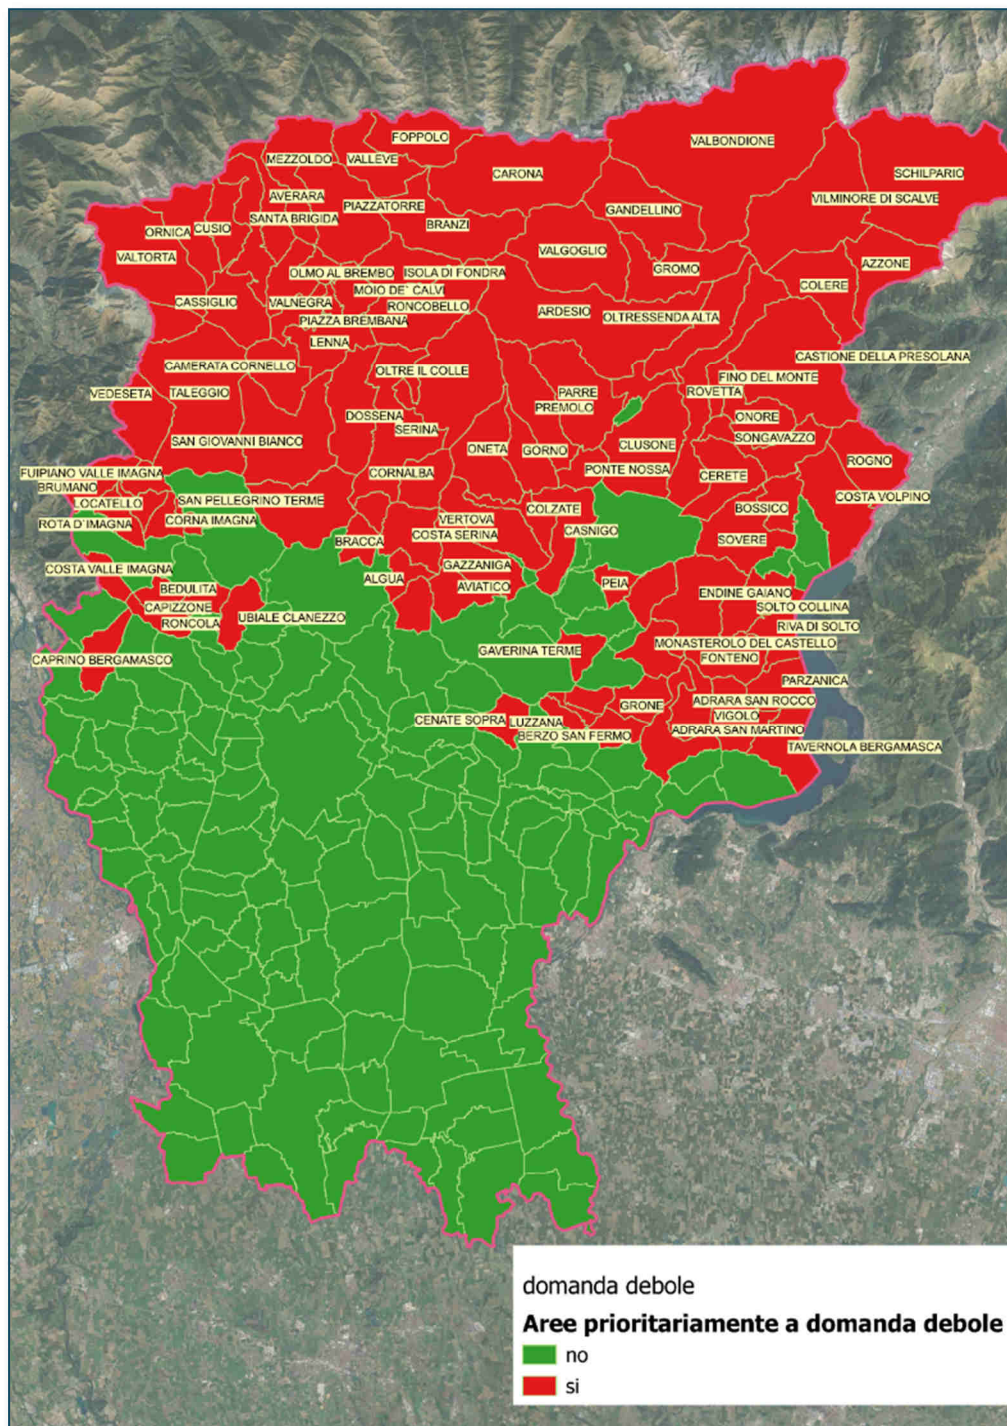 FOPPOLO
VALBONDIONE
MEZZOLDO
VALLEVE
CARONA
SCHILPARIO
AVERARA
VILMINORE DI SCALVE
PIAZZATORRE
GANDELLINO
SANTA BRIGIDA
BRANZI
ORNICA
CUSIO
VALTORTA
VALGOGLIO
AZZONE
GROMO
OLMO AL BREMBO
ISOLA DI FONDRA
COLERE
MOIO DE` CALVI
CASSIGLIO
VALNEGRA
RONCOBELLO
ARDESIO
OLTRESSENDA ALTA
PIAZZA BREMBANA
LENNA
CASTIONE DELLA PRESOLANA
CAMERATA CORNELLO
OLTRE IL COLLE
FINO DEL MONTE
VEDESETA
TALEGGIO
PARRE
ROVETTA
PREMOLO
DOSSENA
ONORE
SERINA
SAN GIOVANNI BIANCO
CLUSONE
SONGAVAZZO
ONETA
GORNO
ROGNO
FUIPIANO VALLE IMAGNA
CORNALBA
PONTE NOSSA
CERETE
BRUMANO
COSTA VOLPINO
LOCATELLO
SAN PELLEGRINO TERME
COLZATE
BOSSICO
ROTA D`IMAGNA
CORNA IMAGNA
VERTOVA
CASNIGO
COSTA SERINA
BRACCA
SOVERE
COSTA VALLE IMAGNA
GAZZANIGA
ALGUA
AVIATICO
PEIA
BEDULITA
ENDINE GAIANO
CAPIZZONE
SOLTO COLLINA
UBIALE CLANEZZO
RONCOLA
RIVA DI SOLTO
MONASTEROLO DEL CASTELLO
GAVERINA TERME
FONTENO
CAPRINO BERGAMASCO
PARZANICA
ADRARA SAN ROCCO
GRONE
VIGOLO
CENATE SOPRA
LUZZANA
ADRARA SAN MARTINO
BERZO SAN FERMO
TAVERNOLA BERGAMASCA
domanda debole
Aree prioritariamente a domanda debole
no
si